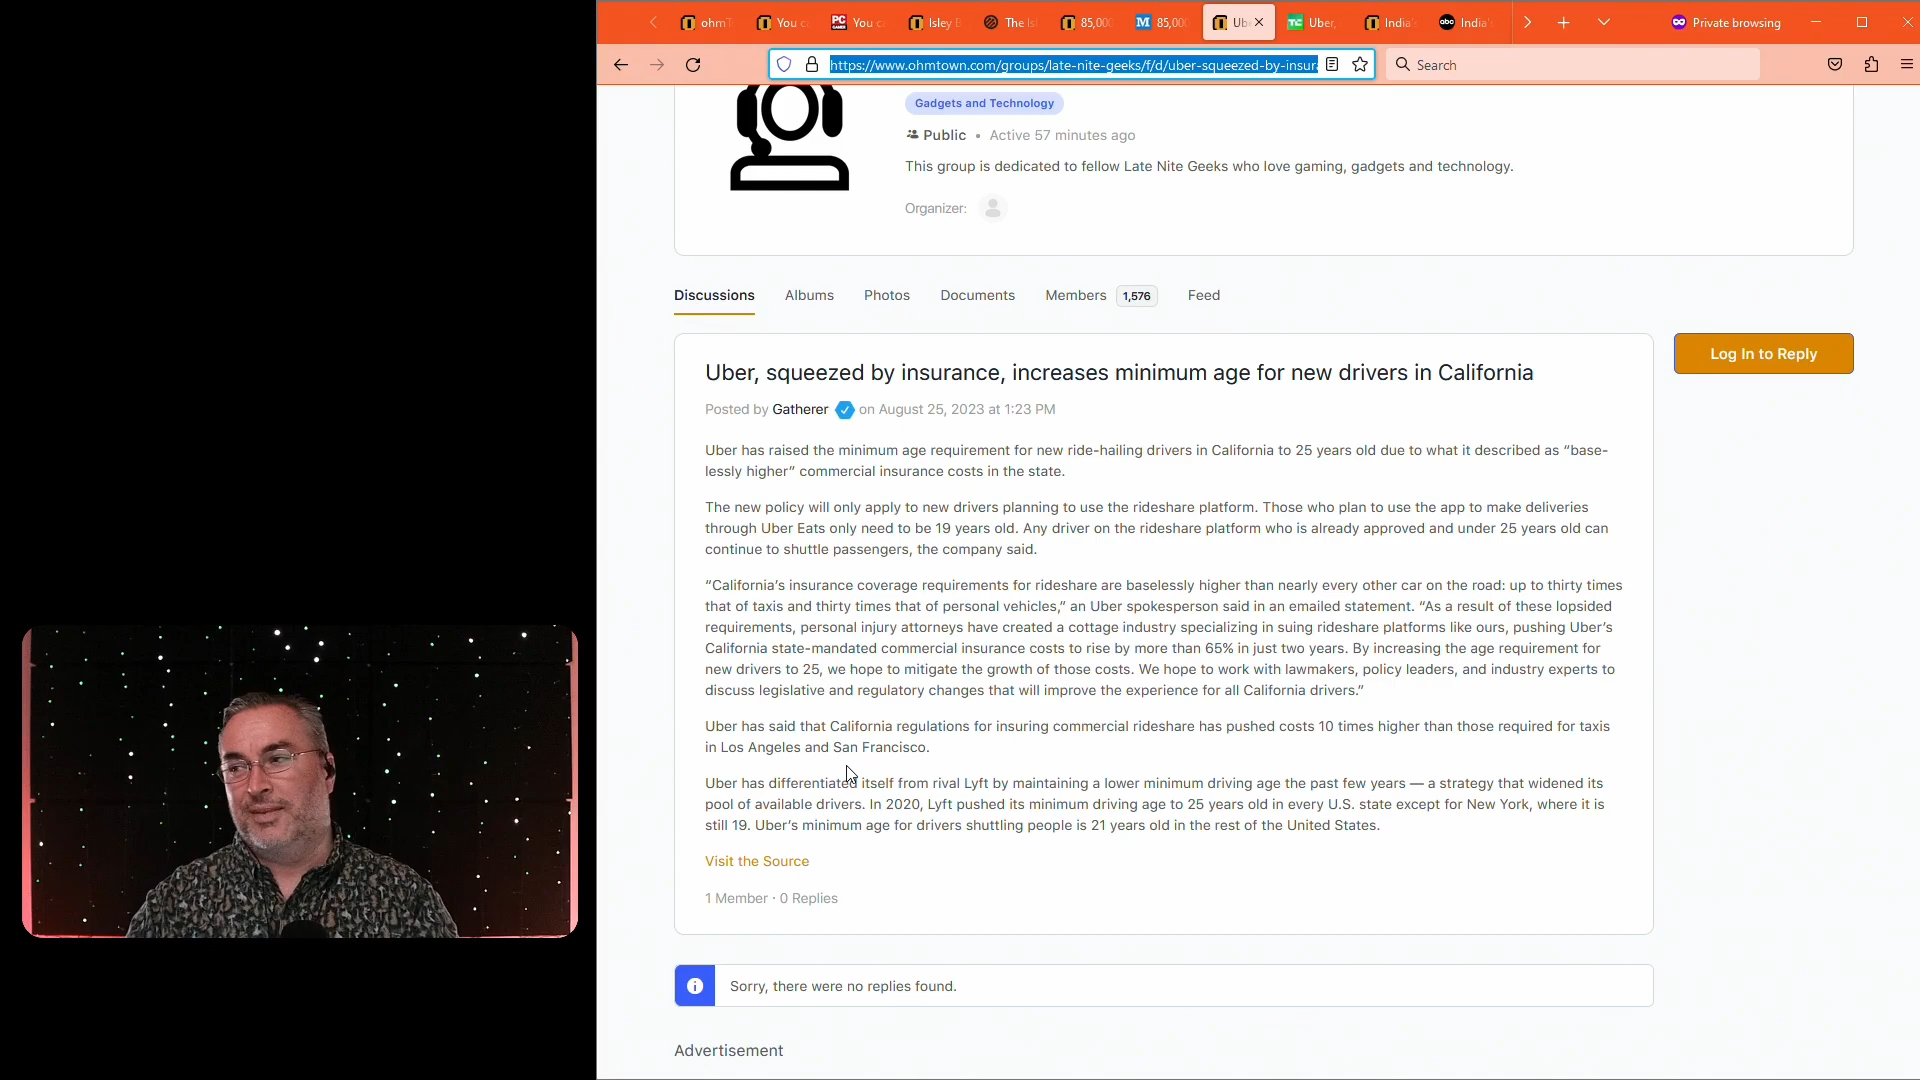 ohmT
You c
PC GAMER You c
Isley
The Is
85,000
M 85,00
Ub
TC Uber,
India'
abc India'
Private browsing
https://www.ohmtown.com/groups/late-nite-geeks/f/d/uber-squeezed-by-insur
Search
Gadgets and Technology
Public • Active 57 minutes ago
This group is dedicated to fellow Late Nite Geeks who love gaming, gadgets and technology.
Organizer:
Discussions
Albums
Photos
Documents
Members 1,576
Feed
Log In to Reply
Uber, squeezed by insurance, increases minimum age for new drivers in California
Posted by Gatherer on August 25, 2023 at 1:23 PM
Uber has raised the minimum age requirement for new ride-hailing drivers in California to 25 years old due to what it described as “base-
lessly higher” commercial insurance costs in the state.
The new policy will only apply to new drivers planning to use the rideshare platform. Those who plan to use the app to make deliveries
through Uber Eats only need to be 19 years old. Any driver on the rideshare platform who is already approved and under 25 years old can
continue to shuttle passengers, the company said.
“California’s insurance coverage requirements for rideshare are baselessly higher than nearly every other car on the road: up to thirty times
that of taxis and thirty times that of personal vehicles,” an Uber spokesperson said in an emailed statement. “As a result of these lopsided
requirements, personal injury attorneys have created a cottage industry specializing in suing rideshare platforms like ours, pushing Uber’s
California state-mandated commercial insurance costs to rise by more than 65% in just two years. By increasing the age requirement for
new drivers to 25, we hope to mitigate the growth of those costs. We hope to work with lawmakers, policy leaders, and industry experts to
discuss legislative and regulatory changes that will improve the experience for all California drivers.”
Uber has said that California regulations for insuring commercial rideshare has pushed costs 10 times higher than those required for taxis
in Los Angeles and San Francisco.
Uber has differentiated itself from rival Lyft by maintaining a lower minimum driving age the past few years — a strategy that widened its
pool of available drivers. In 2020, Lyft pushed its minimum driving age to 25 years old in every U.S. state except for New York, where it is
still 19. Uber’s minimum age for drivers shuttling people is 21 years old in the rest of the United States.
Visit the Source
1 Member · 0 Replies
Sorry, there were no replies found.
Advertisement